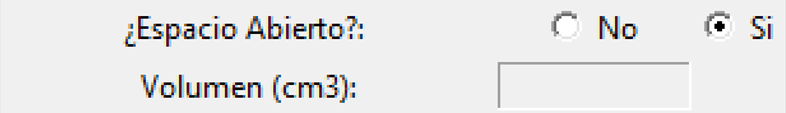 ¿Espacio Abierto?: No Si
Volumen (cm3):